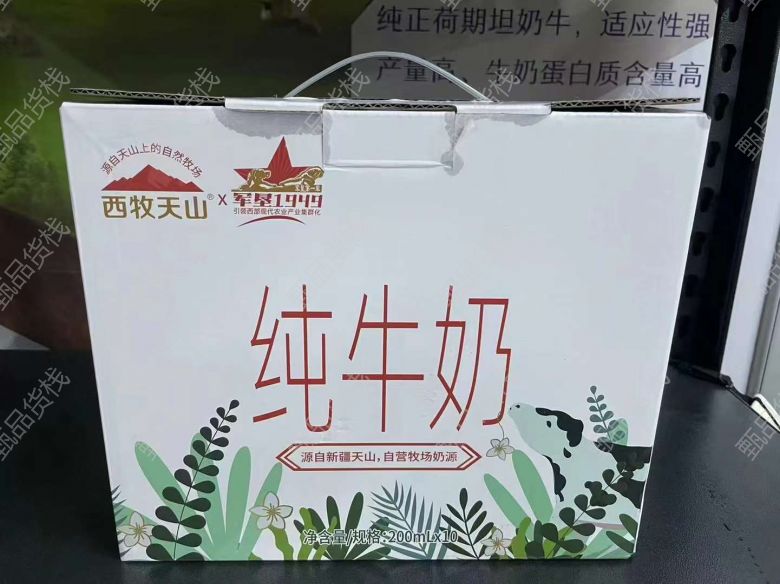 纯正荷期坦奶牛，适应性强
产量高、牛奶蛋白质含量高
源自天山上的自然牧场
西牧天山® x 军垦1949
引领西部现代农业产业集群化
纯牛奶
源自新疆天山，自营牧场奶源
净含量/规格:200mLx10
甄品货栈